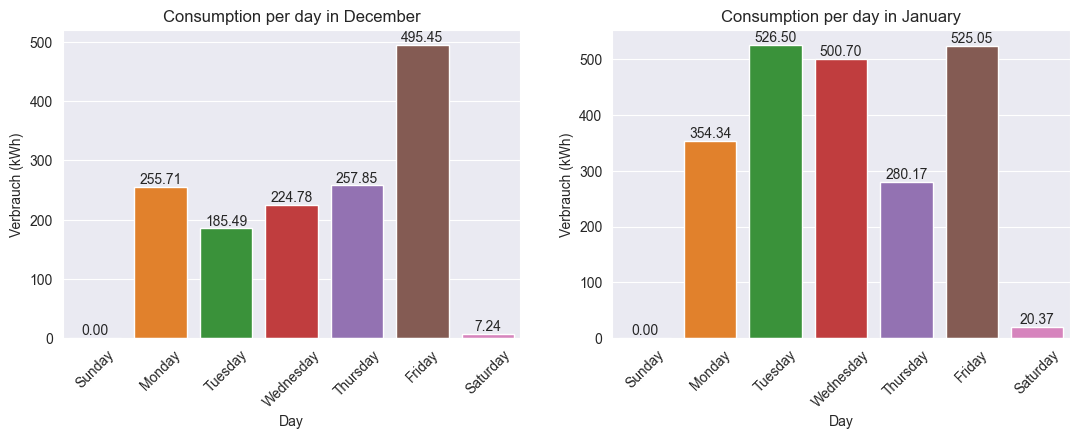 Consumption per day in December
Verbrauch (kWh)
500
400
300
200
100
0
0.00
255.71
185.49
224.78
257.85
495.45
7.24
Sunday
Monday
Tuesday
Wednesday
Thursday
Friday
Saturday
Day
Consumption per day in January
Verbrauch (kWh)
500
400
300
200
100
0
0.00
354.34
526.50
500.70
280.17
525.05
20.37
Sunday
Monday
Tuesday
Wednesday
Thursday
Friday
Saturday
Day